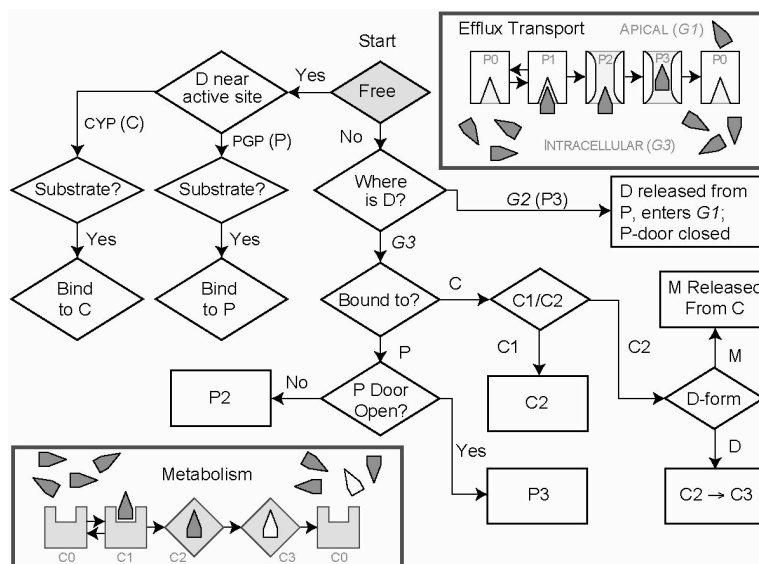 Start
Free
Yes
No
D near
active site
CYP (C)
PGP (P)
Substrate?
Substrate?
Yes
Yes
Bind
to C
Bind
to P
Where
is D?
G2 (P3)
D released from
P, enters G1;
P-door closed
G3
Bound to?
C
C1/C2
C1
C2
C2
P
P Door
Open?
No
P2
Yes
P3
M Released
From C
M
D-form
D
C2 → C3
Efflux Transport
APICAL (G1)
P0
P1
P2
P3
P0
INTRACELLULAR (G3)
Metabolism
C0
C1
C2
C3
C0